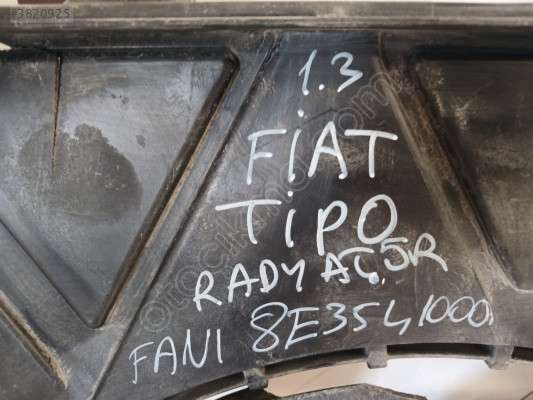 #3820925
1.3
FİAT
TİPO
RADYATÖR
FANI 8E3541000